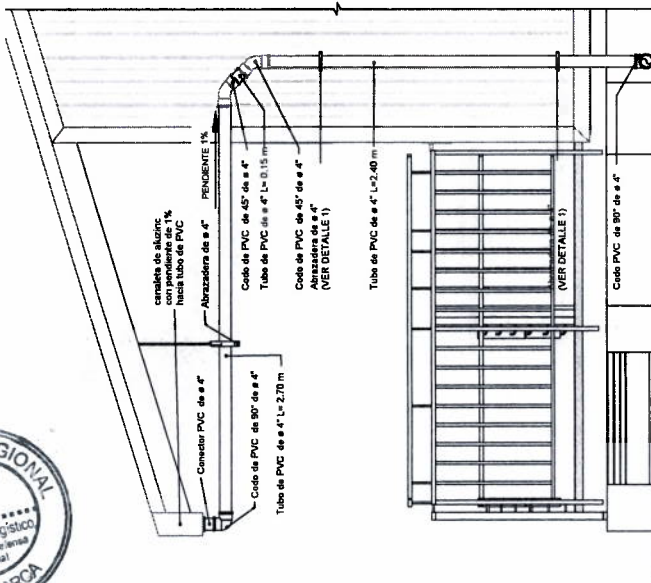 canaleta de aluzinc
con pendiente de 1%
hacia tubo de PVC
Abrazadera de ø 4"
PENDIENTE 1%
Codo de PVC de 45° de ø 4"
Tubo de PVC de ø 4" L= 0.15 m
Codo de PVC de 45° de ø 4"
Abrazadera de ø 4"
(VER DETALLE 1)
Tubo de PVC de ø 4" L=2.40 m
(VER DETALLE 1)
Codo PVC de 90° de ø 4"
Conector PVC de ø 4"
Codo de PVC de 90° de ø 4"
Tubo de PVC de ø 4" L= 2.70 m